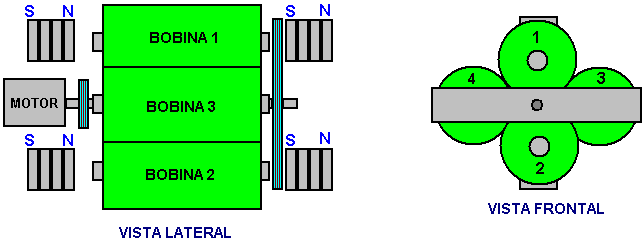 S N
S N
BOBINA 1
MOTOR
BOBINA 3
S N
S N
BOBINA 2
VISTA LATERAL
1
4
3
2
VISTA FRONTAL